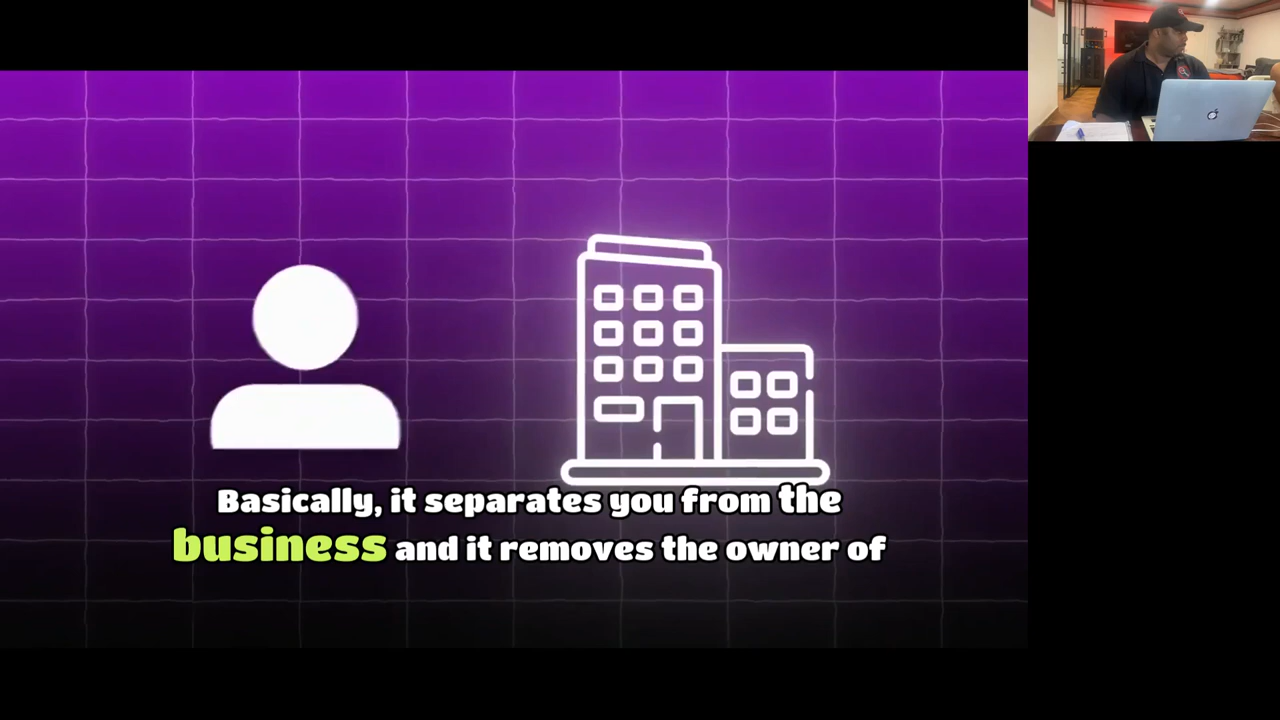 Basically, it separates you from the
business and it removes the owner of